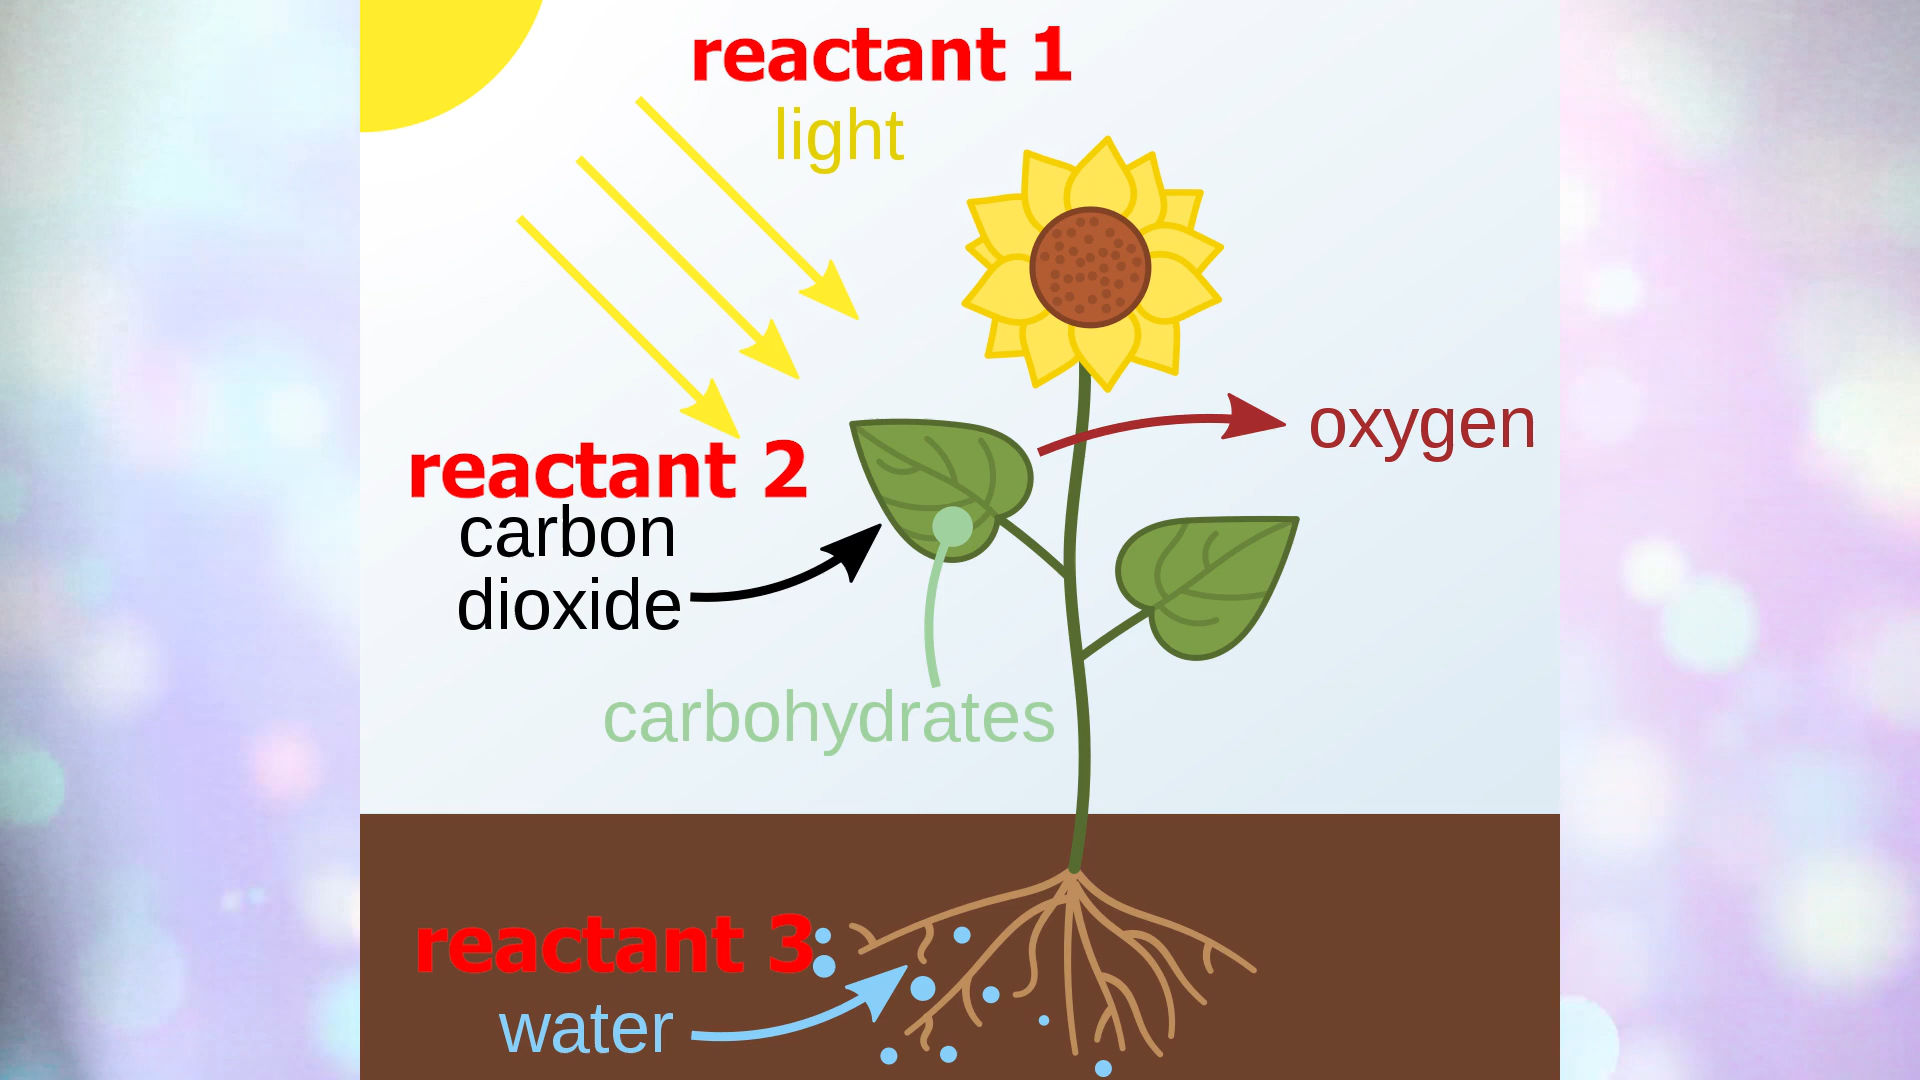 reactant 1
light
oxygen
reactant 2
carbon
dioxide
carbohydrates
reactant 3
water